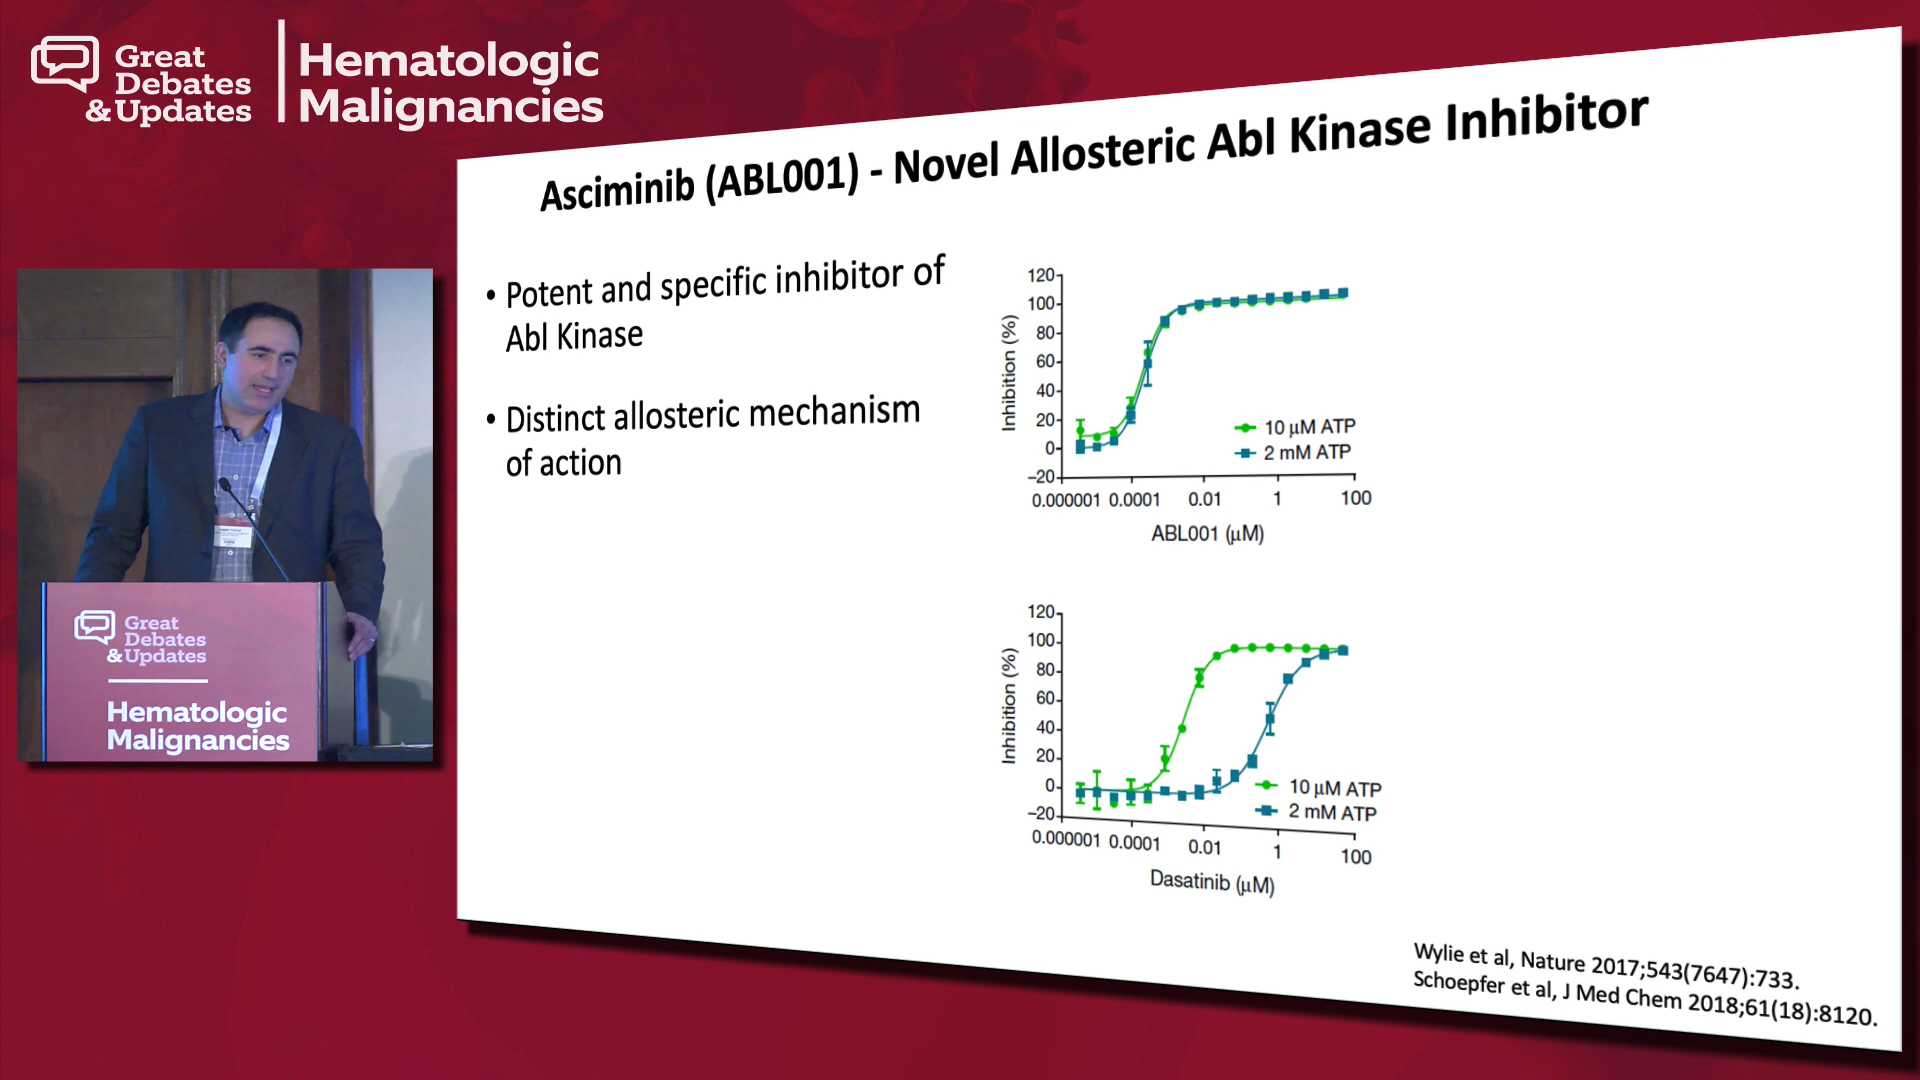 Great
Debates
& Updates
Hematologic
Malignancies
Asciminib (ABL001) - Novel Allosteric Abl Kinase Inhibitor
• Potent and specific inhibitor of
Abl Kinase
• Distinct allosteric mechanism
of action
120
100
80
60
40
20
0
−20
Inhibition (%)
10 µM ATP
2 mM ATP
0.000001 0.0001 0.01 1 100
ABL001 (µM)
120
100
80
60
40
20
0
−20
Inhibition (%)
10 µM ATP
2 mM ATP
0.000001 0.0001 0.01 1 100
Dasatinib (µM)
Wylie et al, Nature 2017;543(7647):733.
Schoepfer et al, J Med Chem 2018;61(18):8120.
Great
Debates
& Updates
Hematologic
Malignancies